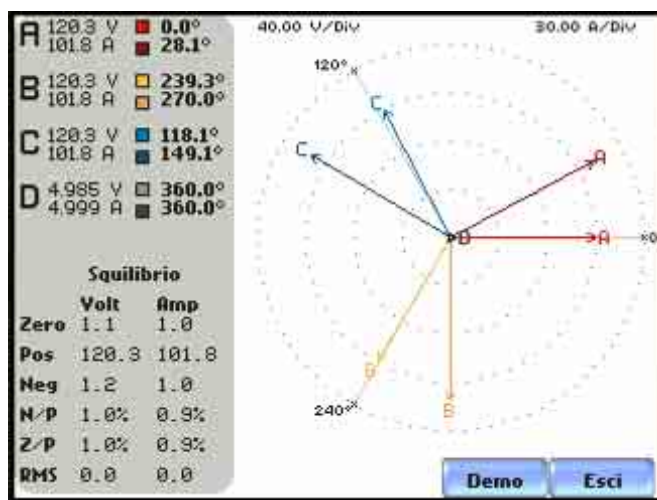 A 120.3 V 0.0°
101.8 A 28.1°
B 120.3 V 239.3°
101.8 A 270.0°
C 120.3 V 118.1°
101.8 A 149.1°
D 4.985 V 360.0°
4.999 A 360.0°
Squilibrio
Volt Amp
Zero 1.1 1.0
Pos 120.3 101.8
Neg 1.2 1.0
N/P 1.0% 0.9%
Z/P 1.0% 0.9%
RMS 0.0 0.0
40.00 V/Div 30.00 A/Div
120°
C
C
A
D A 0
B
B
240°
Demo Esci